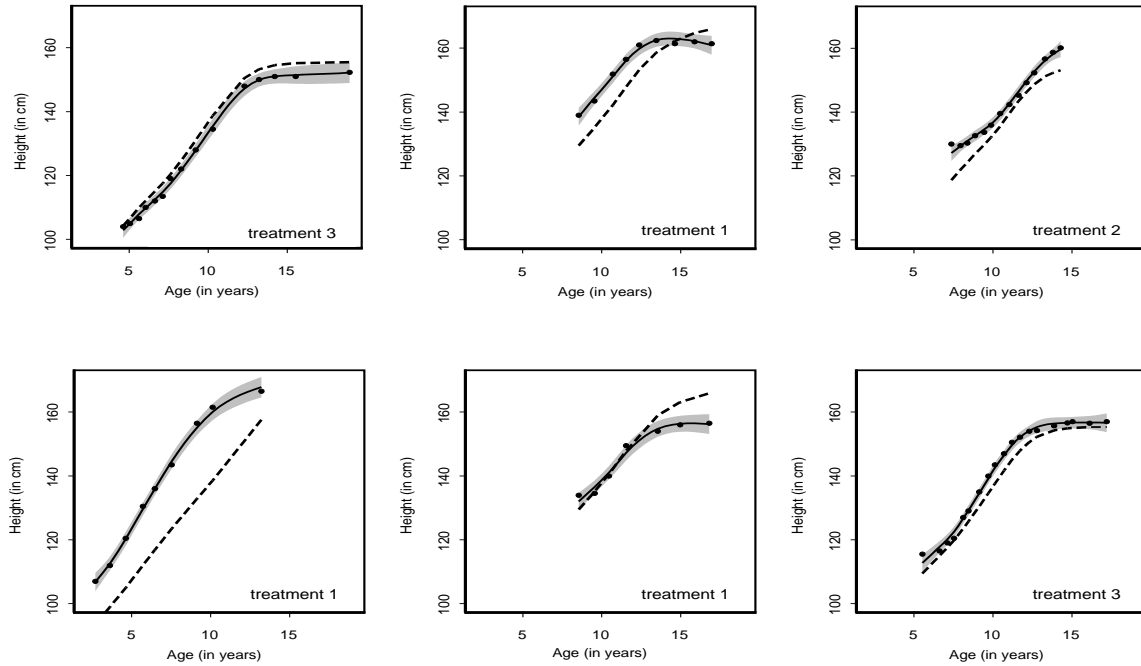 Height (in cm)
100 120 140 160
treatment 3
5 10 15
Age (in years)
Height (in cm)
100 120 140 160
treatment 1
5 10 15
Age (in years)
Height (in cm)
100 120 140 160
treatment 2
5 10 15
Age (in years)
Height (in cm)
100 120 140 160
treatment 1
5 10 15
Age (in years)
Height (in cm)
100 120 140 160
treatment 1
5 10 15
Age (in years)
Height (in cm)
100 120 140 160
treatment 3
5 10 15
Age (in years)